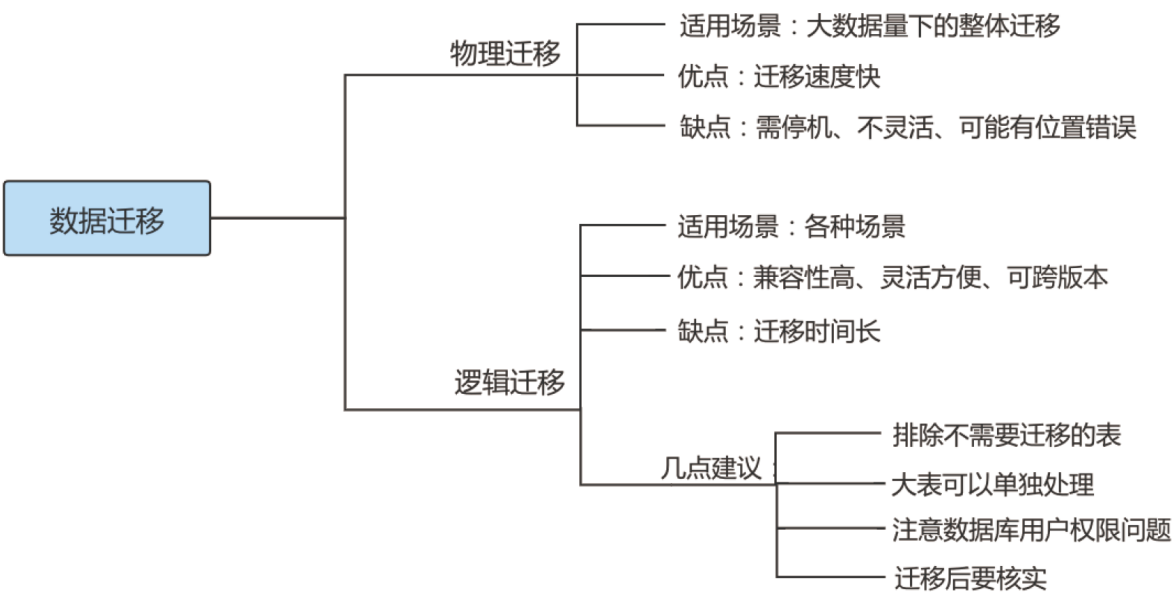 数据迁移
物理迁移
适用场景：大数据量下的整体迁移
优点：迁移速度快
缺点：需停机、不灵活、可能有位置错误
逻辑迁移
适用场景：各种场景
优点：兼容性高、灵活方便、可跨版本
缺点：迁移时间长
几点建议：
排除不需要迁移的表
大表可以单独处理
注意数据库用户权限问题
迁移后要核实